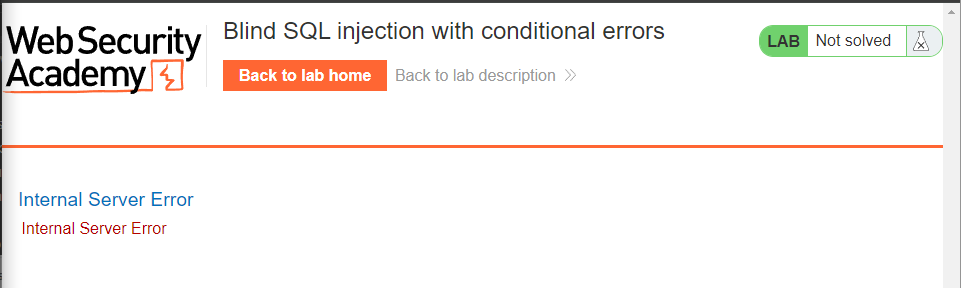 Web Security
Academy
Blind SQL injection with conditional errors
Back to lab home
Back to lab description
LAB
Not solved
Internal Server Error
Internal Server Error